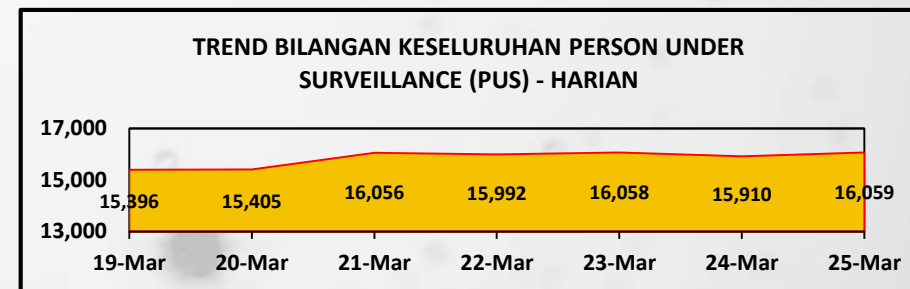 TREND BILANGAN KESELURUHAN PERSON UNDER
SURVEILLANCE (PUS) - HARIAN
17,000
15,000
13,000
15,396
15,405
16,056
15,992
16,058
15,910
16,059
19-Mar
20-Mar
21-Mar
22-Mar
23-Mar
24-Mar
25-Mar